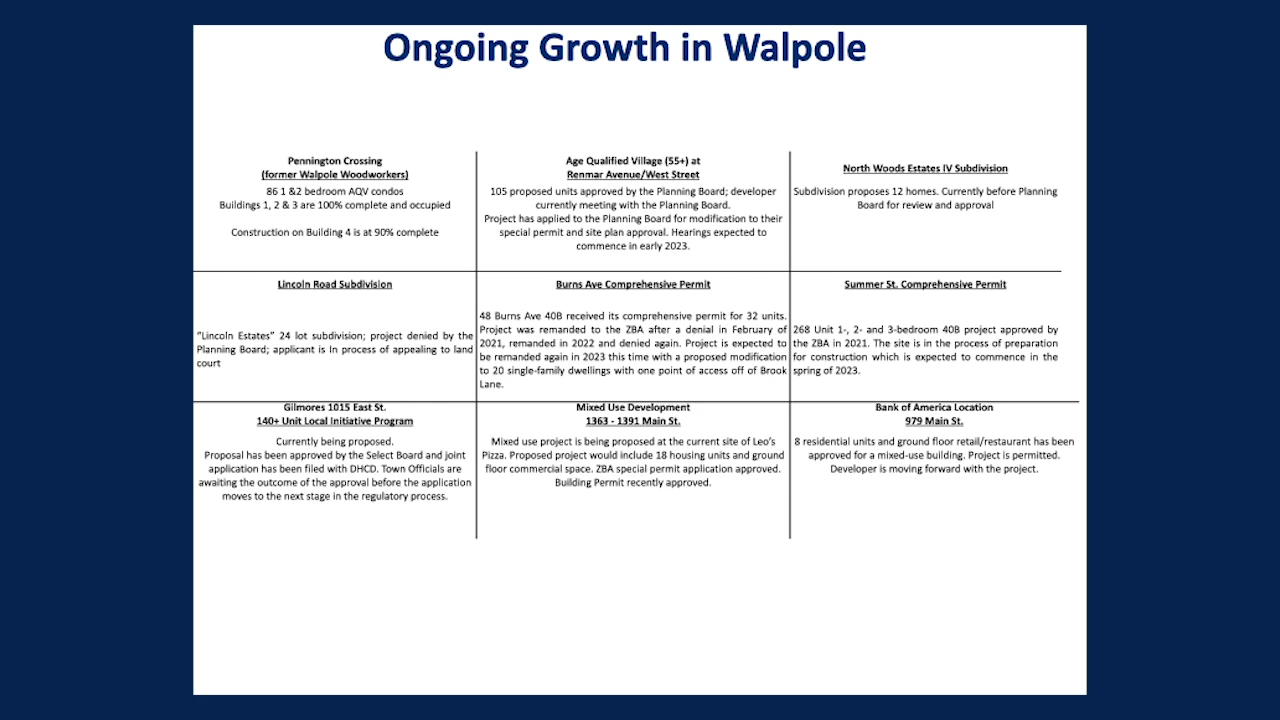 Ongoing Growth in Walpole
Pennington Crossing
(former Walpole Woodworkers)
86 1 &2 bedroom AQV condos
Buildings 1, 2 & 3 are 100% complete and occupied
Construction on Building 4 is at 90% complete
Age Qualified Village (55+) at
Renmar Avenue/West Street
105 proposed units approved by the Planning Board; developer
currently meeting with the Planning Board.
Project has applied to the Planning Board for modification to their
special permit and site plan approval. Hearings expected to
commence in early 2023.
North Woods Estates IV Subdivision
Subdivision proposes 12 homes. Currently before Planning
Board for review and approval
Lincoln Road Subdivision
“Lincoln Estates” 24 lot subdivision; project denied by the
Planning Board; applicant is In process of appealing to land
court
Burns Ave Comprehensive Permit
48 Burns Ave 40B received its comprehensive permit for 32 units.
Project was remanded to the ZBA after a denial in February of
2021, remanded in 2022 and denied again. Project is expected to
be remanded again in 2023 this time with a proposed modification
to 20 single-family dwellings with one point of access off of Brook
Lane.
Summer St. Comprehensive Permit
268 Unit 1-, 2- and 3-bedroom 40B project approved by
the ZBA in 2021. The site is in the process of preparation
for construction which is expected to commence in the
spring of 2023.
Gilmores 1015 East St.
140+ Unit Local Initiative Program
Currently being proposed.
Proposal has been approved by the Select Board and joint
application has been filed with DHCD. Town Officials are
awaiting the outcome of the approval before the application
moves to the next stage in the regulatory process.
Mixed Use Development
1363 - 1391 Main St.
Mixed use project is being proposed at the current site of Leo’s
Pizza. Proposed project would include 18 housing units and ground
floor commercial space. ZBA special permit application approved.
Building Permit recently approved.
Bank of America Location
979 Main St.
8 residential units and ground floor retail/restaurant has been
approved for a mixed-use building. Project is permitted.
Developer is moving forward with the project.